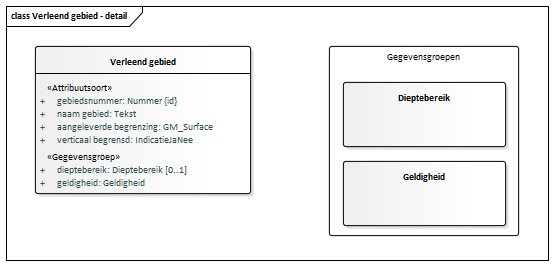 class Verleend gebied - detail
Verleend gebied
«Attribuutsoort»
+ gebiedsnummer: Nummer {id}
+ naam gebied: Tekst
+ aangeleverde begrenzing: GM_Surface
+ verticaal begrensd: IndicatieJaNee
«Gegevensgroep»
+ dieptebereik: Dieptebereik [0..1]
+ geldigheid: Geldigheid
Gegevensgroepen
Dieptebereik
Geldigheid